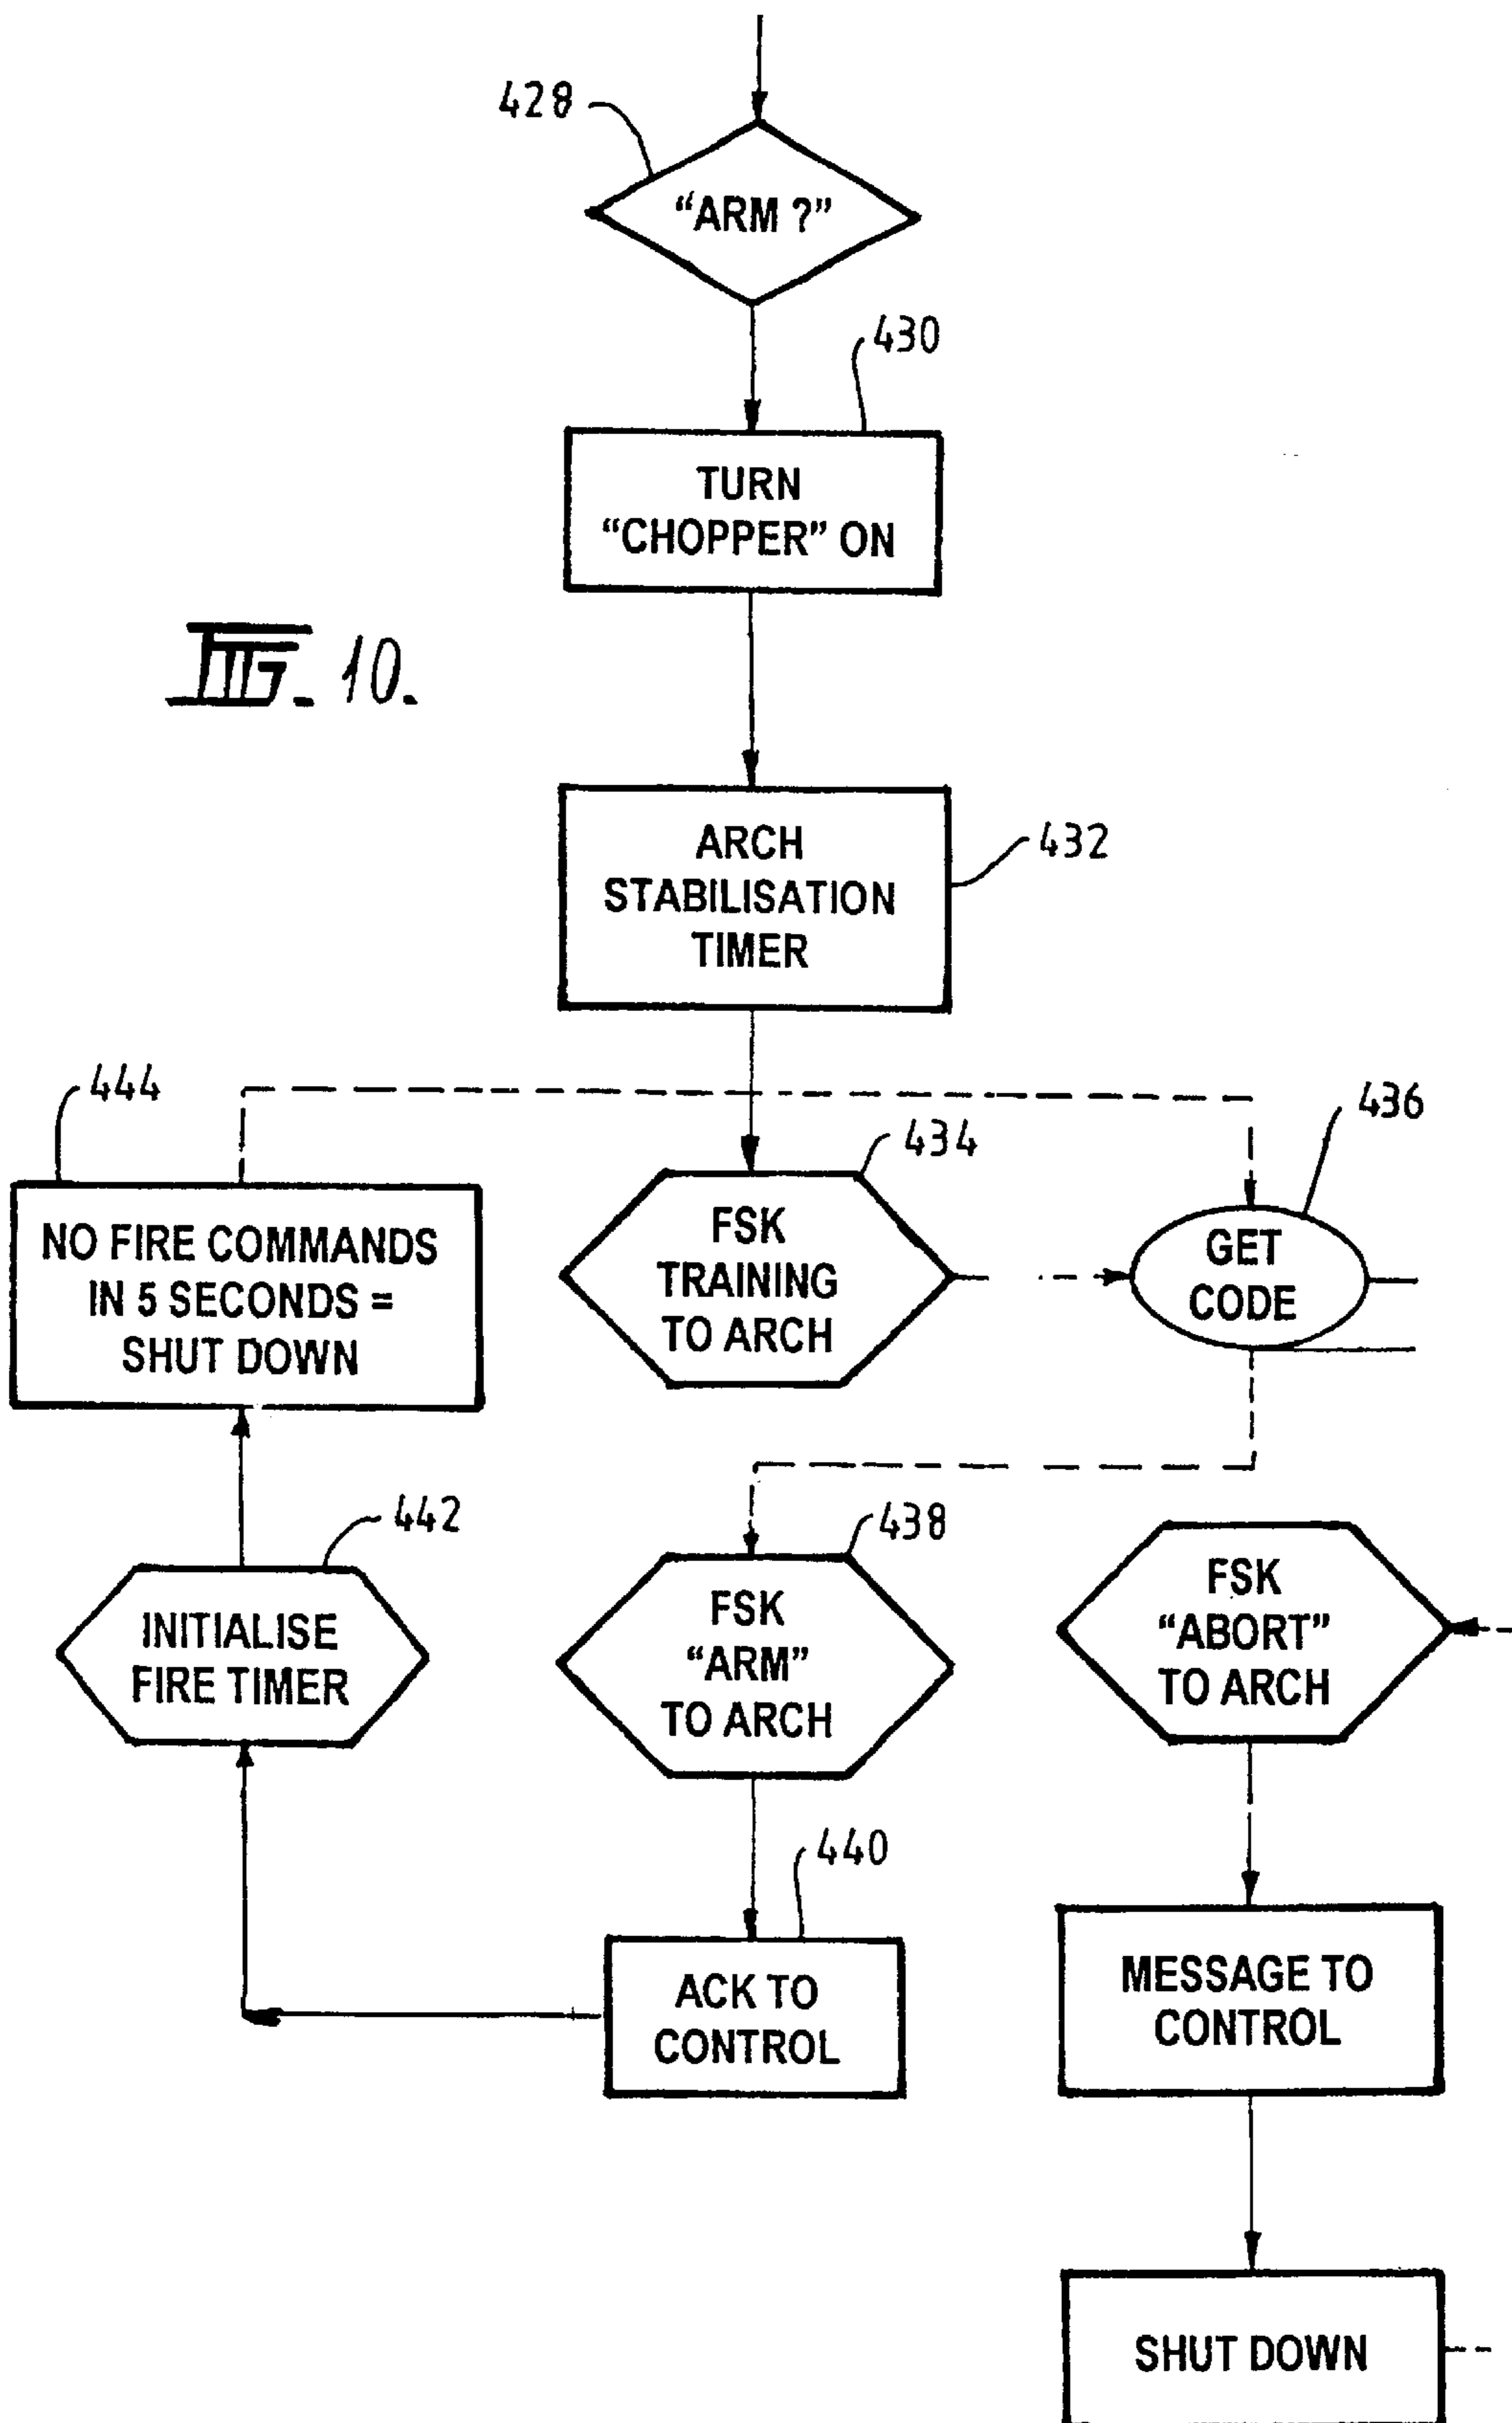 428
"ARM ?"
430
TURN
"CHOPPER" ON
FIG. 10.
ARCH
STABILISATION
TIMER
432
444
436
434
NO FIRE COMMANDS
IN 5 SECONDS =
SHUT DOWN
FSK
TRAINING
TO ARCH
GET
CODE
442
438
INITIALISE
FIRE TIMER
FSK
"ARM"
TO ARCH
FSK
"ABORT"
TO ARCH
440
ACK TO
CONTROL
MESSAGE TO
CONTROL
SHUT DOWN